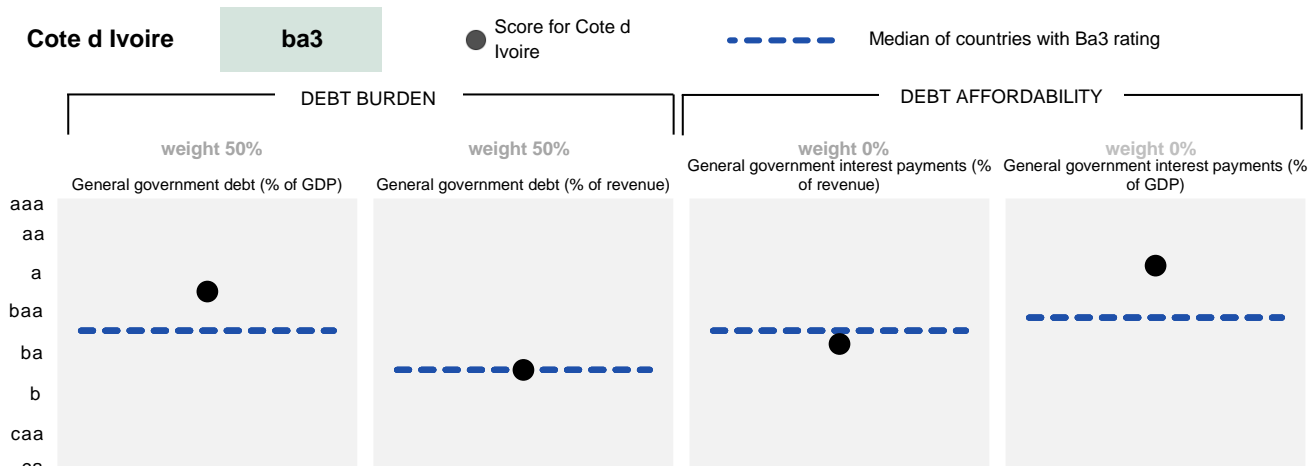 Cote d Ivoire
ba3
Score for Cote d
Ivoire
Median of countries with Ba3 rating
DEBT BURDEN
DEBT AFFORDABILITY
weight 50%
weight 50%
weight 0%
weight 0%
General government debt (% of GDP)
General government debt (% of revenue)
General government interest payments (%
of revenue)
General government interest payments (%
of GDP)
aaa
aa
a
baa
ba
b
caa
ca